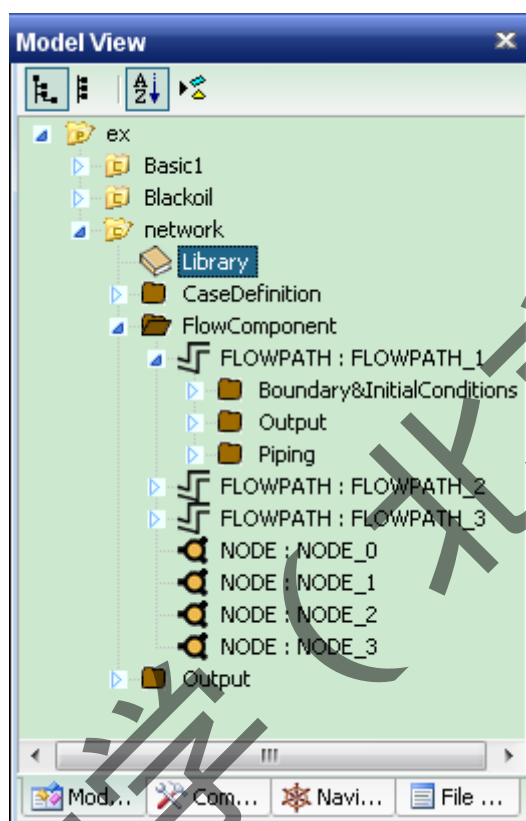 Model View
ex
Basic1
Blackoil
network
Library
CaseDefinition
FlowComponent
FLOWPATH : FLOWPATH_1
Boundary&InitialConditions
Output
Piping
FLOWPATH : FLOWPATH_2
FLOWPATH : FLOWPATH_3
NODE : NODE_0
NODE : NODE_1
NODE : NODE_2
NODE : NODE_3
Output
Mod... Com... Navi... File ...